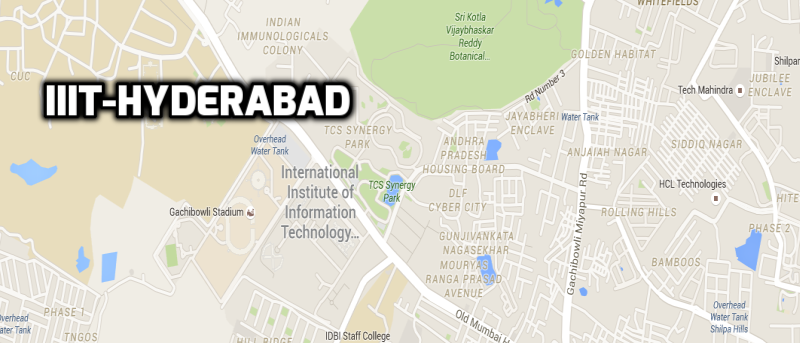 WHITEFIELDS
Sri Kotla
Vijaybhaskar
Reddy
Botanical...
INDIAN
IMMUNOLOGICALS
COLONY
GOLDEN HABITAT
Shilpar
CUC
IIIT-HYDERABAD
Rd Number 3
Tech Mahindra
JUBILEE
ENCLAVE
JAYABHERI
ENCLAVE
Water Tank
TCS SYNERGY
PARK
Overhead
Water Tank
ANDHRA
PRADESH
HOUSING BOARD
ANJAIAH NAGAR
SIDDIQ NAGAR
International
Institute of
Information
Technology...
TCS Synergy
Park
DLF
CYBER CITY
HCL Technologies
HITE
PHASE 2
Gachibowli Stadium
ROLLING HILLS
Gachibowli Miyapur Rd
GUNJIVANKATA
NAGASEKHAR
MOURYAS
RANGA PRASAD
AVENUE
BAMBOOS
PHASE 1
Overhead
Water Tank
Shilpa Hills
Overhead
ater Tank
TNGOS
HILL RIDGE
IDBI Staff College
Old Mumbai H